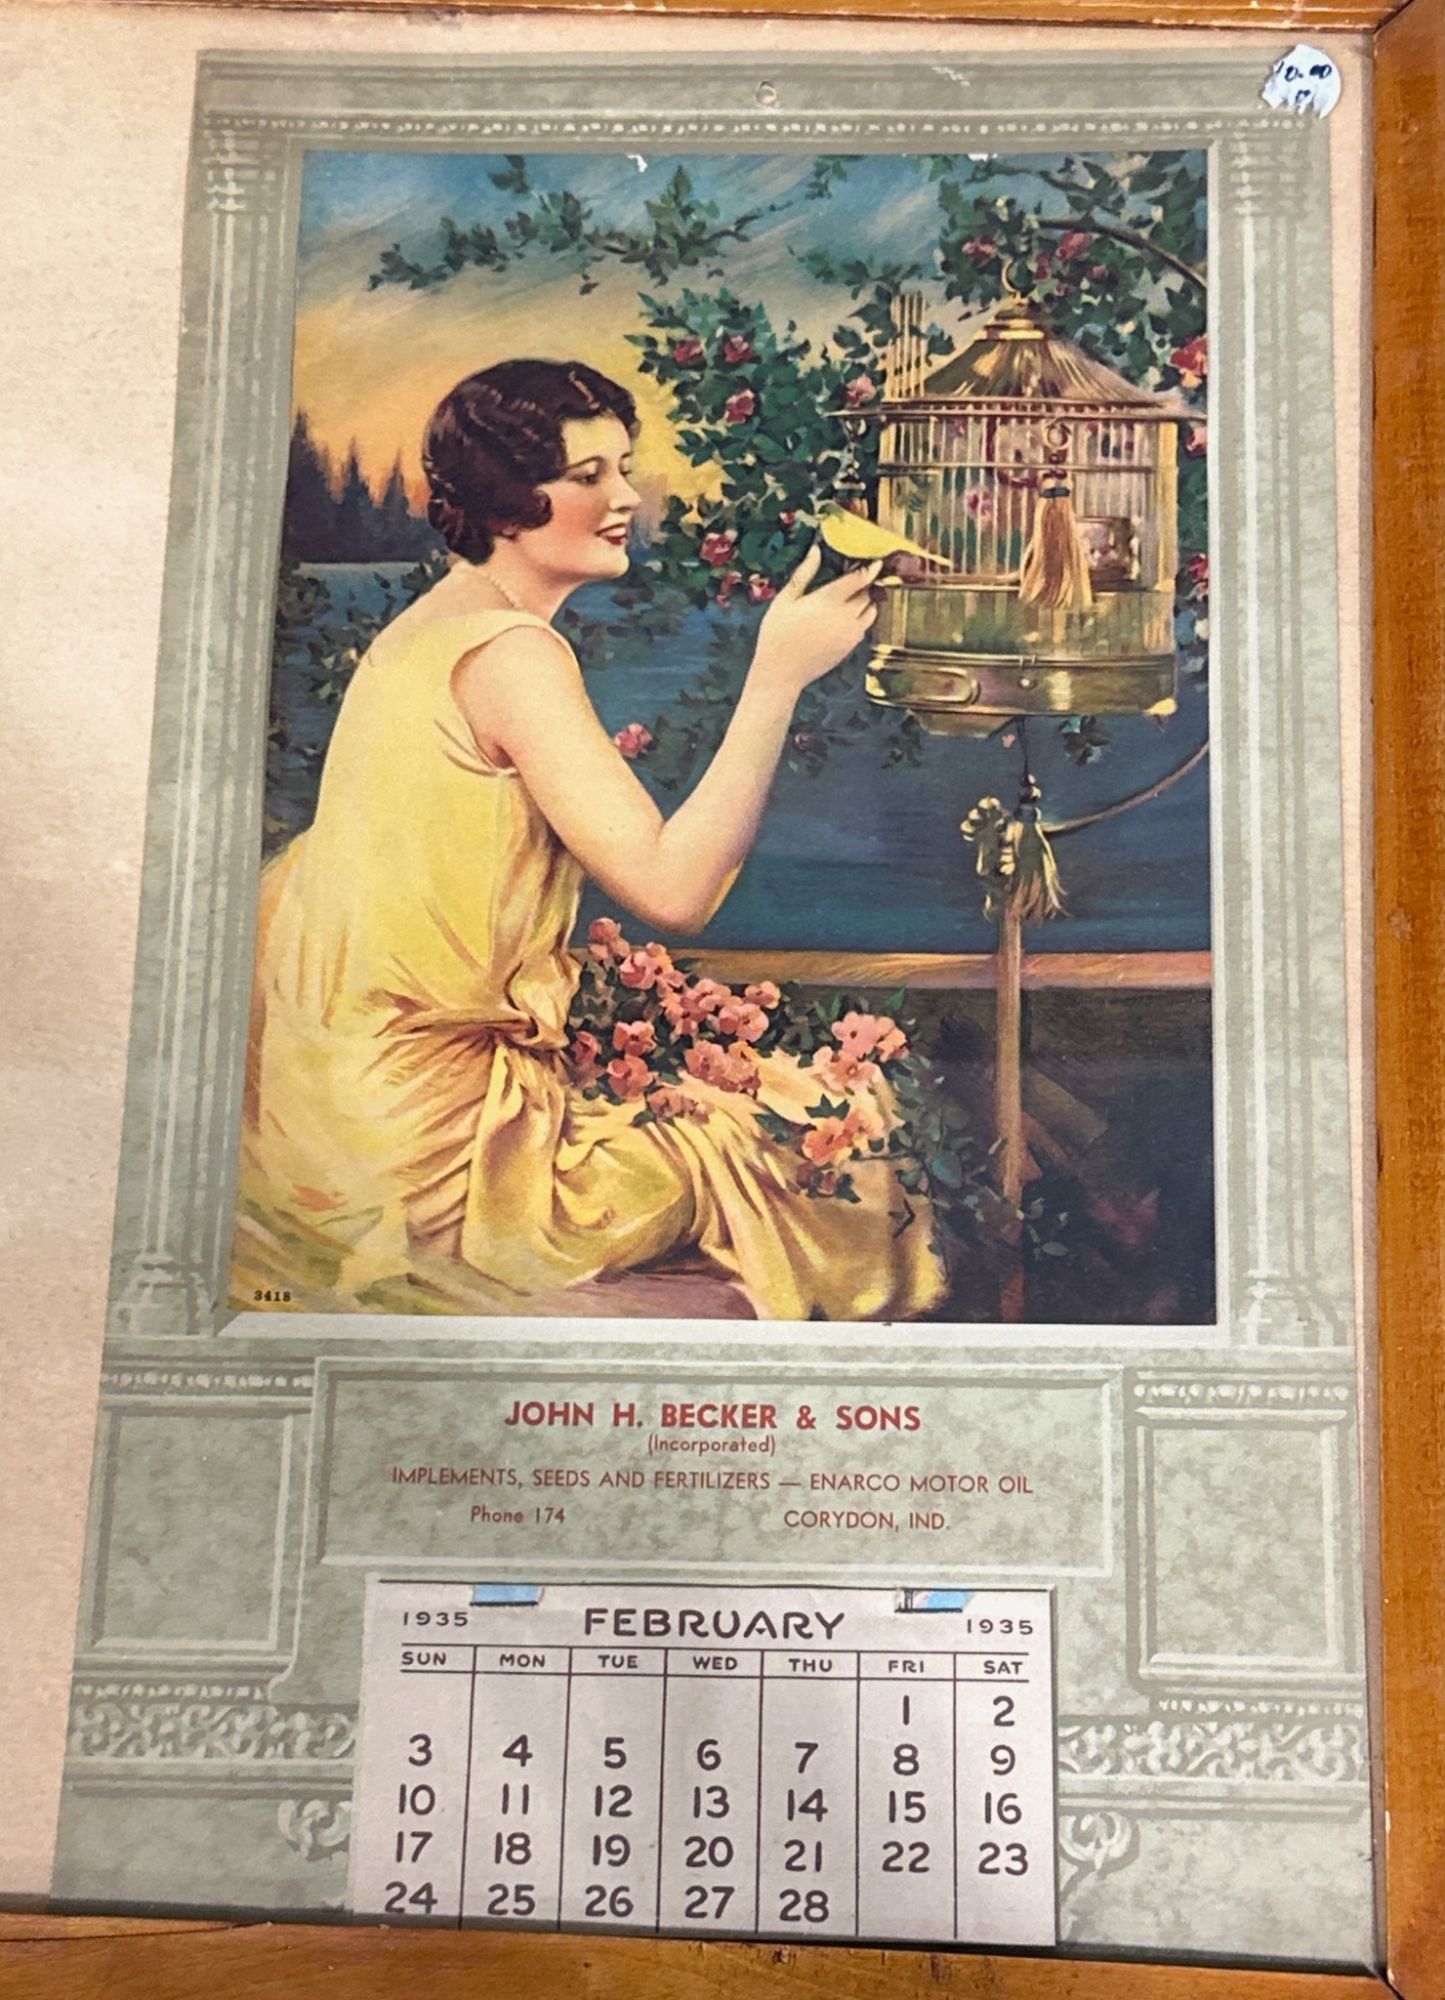 10.00
3418
JOHN H. BECKER & SONS
(Incorporated)
IMPLEMENTS, SEEDS AND FERTILIZERS — ENARCO MOTOR OIL
Phone 174 CORYDON, IND.
1935 FEBRUARY 1935
SUN MON TUE WED THU FRI SAT
1 2
3 4 5 6 7 8 9
10 11 12 13 14 15 16
17 18 19 20 21 22 23
24 25 26 27 28